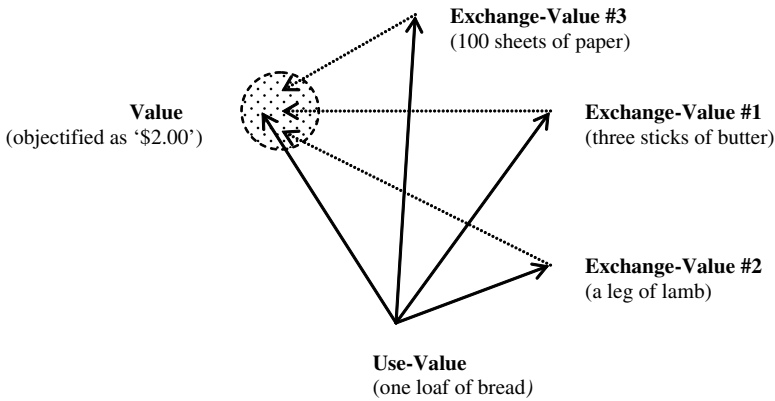 Exchange-Value #3
(100 sheets of paper)
Value
(objectified as ‘$2.00’)
Exchange-Value #1
(three sticks of butter)
Exchange-Value #2
(a leg of lamb)
Use-Value
(one loaf of bread)